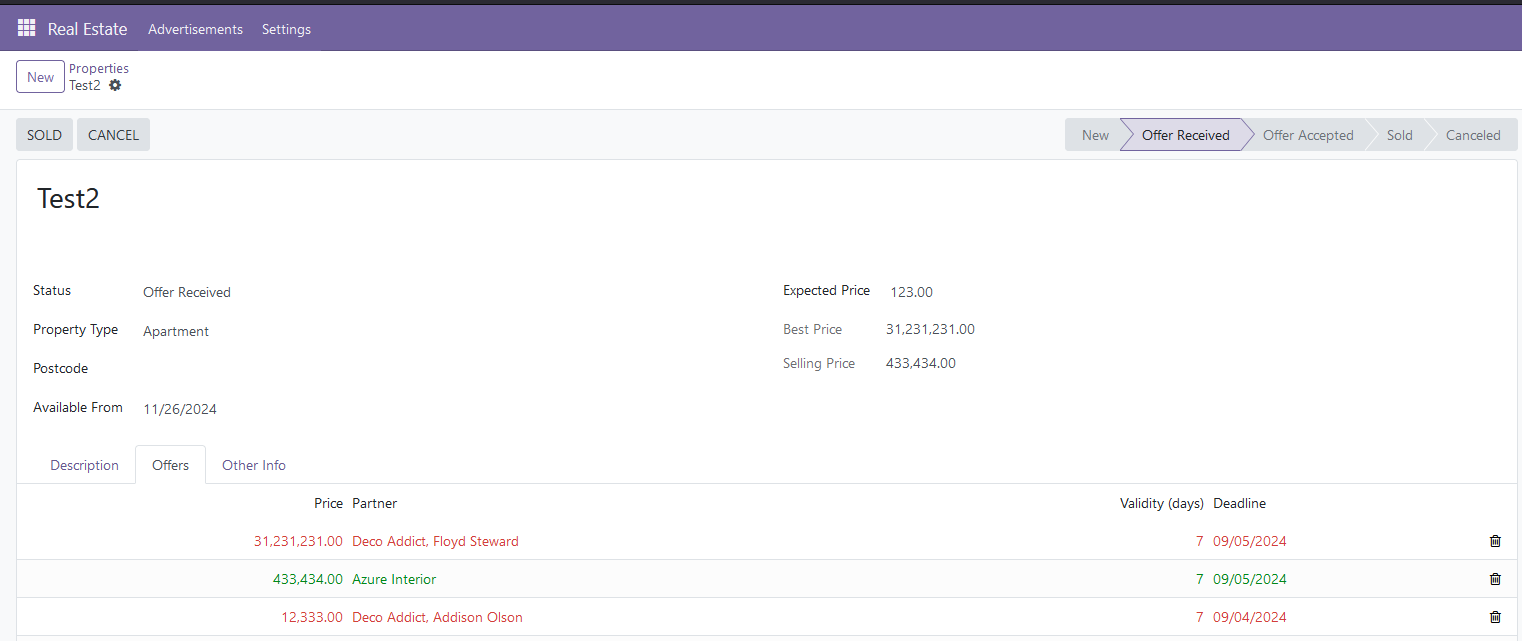 Real Estate Advertisements Settings
New Properties
Test2
SOLD CANCEL New Offer Received Offer Accepted Sold Canceled
Test2
Status Offer Received Expected Price 123.00
Property Type Apartment Best Price 31,231,231.00
Postcode Selling Price 433,434.00
Available From 11/26/2024
Description Offers Other Info
Price Partner Validity (days) Deadline
31,231,231.00 Deco Addict, Floyd Steward 7 09/05/2024
433,434.00 Azure Interior 7 09/05/2024
12,333.00 Deco Addict, Addison Olson 7 09/04/2024